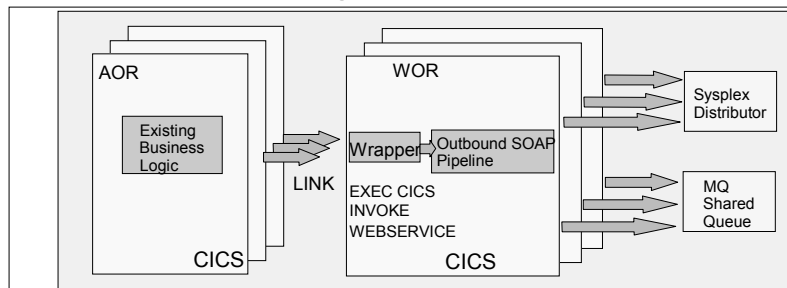 AOR
Existing
Business
Logic
CICS
LINK
WOR
Wrapper
Outbound SOAP
Pipeline
EXEC CICS
INVOKE
WEBSERVICE
CICS
Sysplex
Distributor
MQ
Shared
Queue